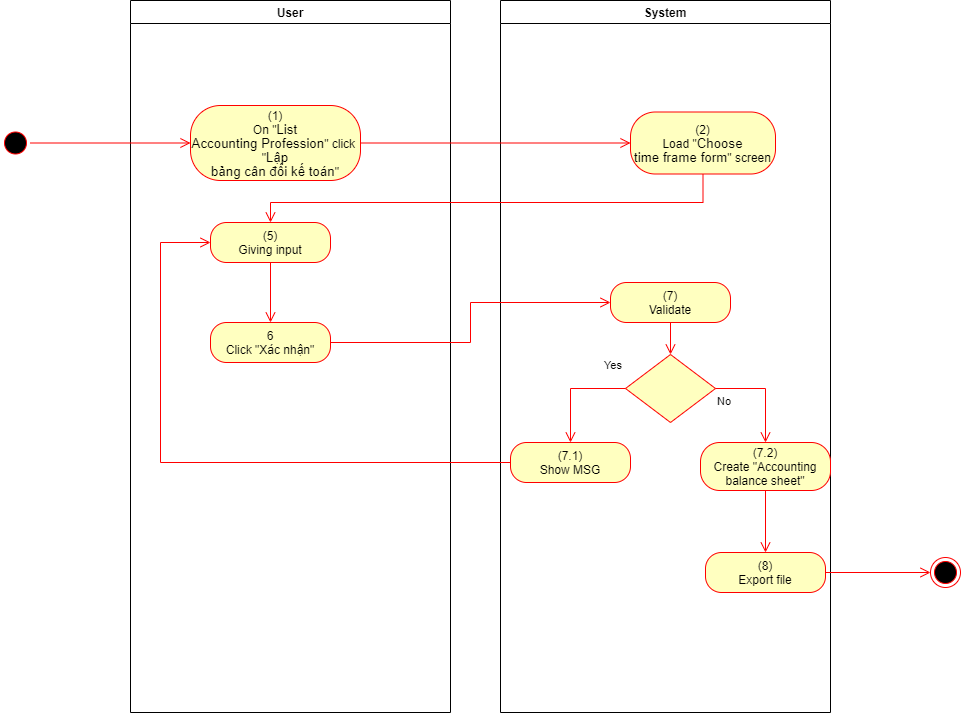 User
System
(1)
On "List
Accounting Profession" click
"Lập
bảng cân đối kế toán"
(2)
Load "Choose
time frame form" screen
(5)
Giving input
(7)
Validate
6
Click "Xác nhận"
Yes
No
(7.1)
Show MSG
(7.2)
Create "Accounting
balance sheet"
(8)
Export file